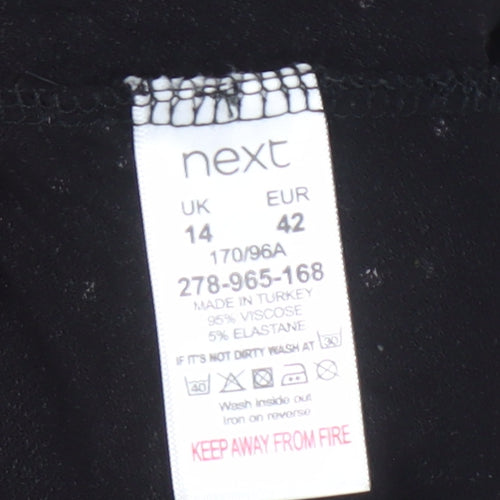 next
UK EUR
14 42
170/96A
278-965-168
MADE IN TURKEY
95% VISCOSE
5% ELASTANE
IF IT'S NOT DIRTY WASH AT 30
40
Wash inside out
Iron on reverse
KEEP AWAY FROM FIRE